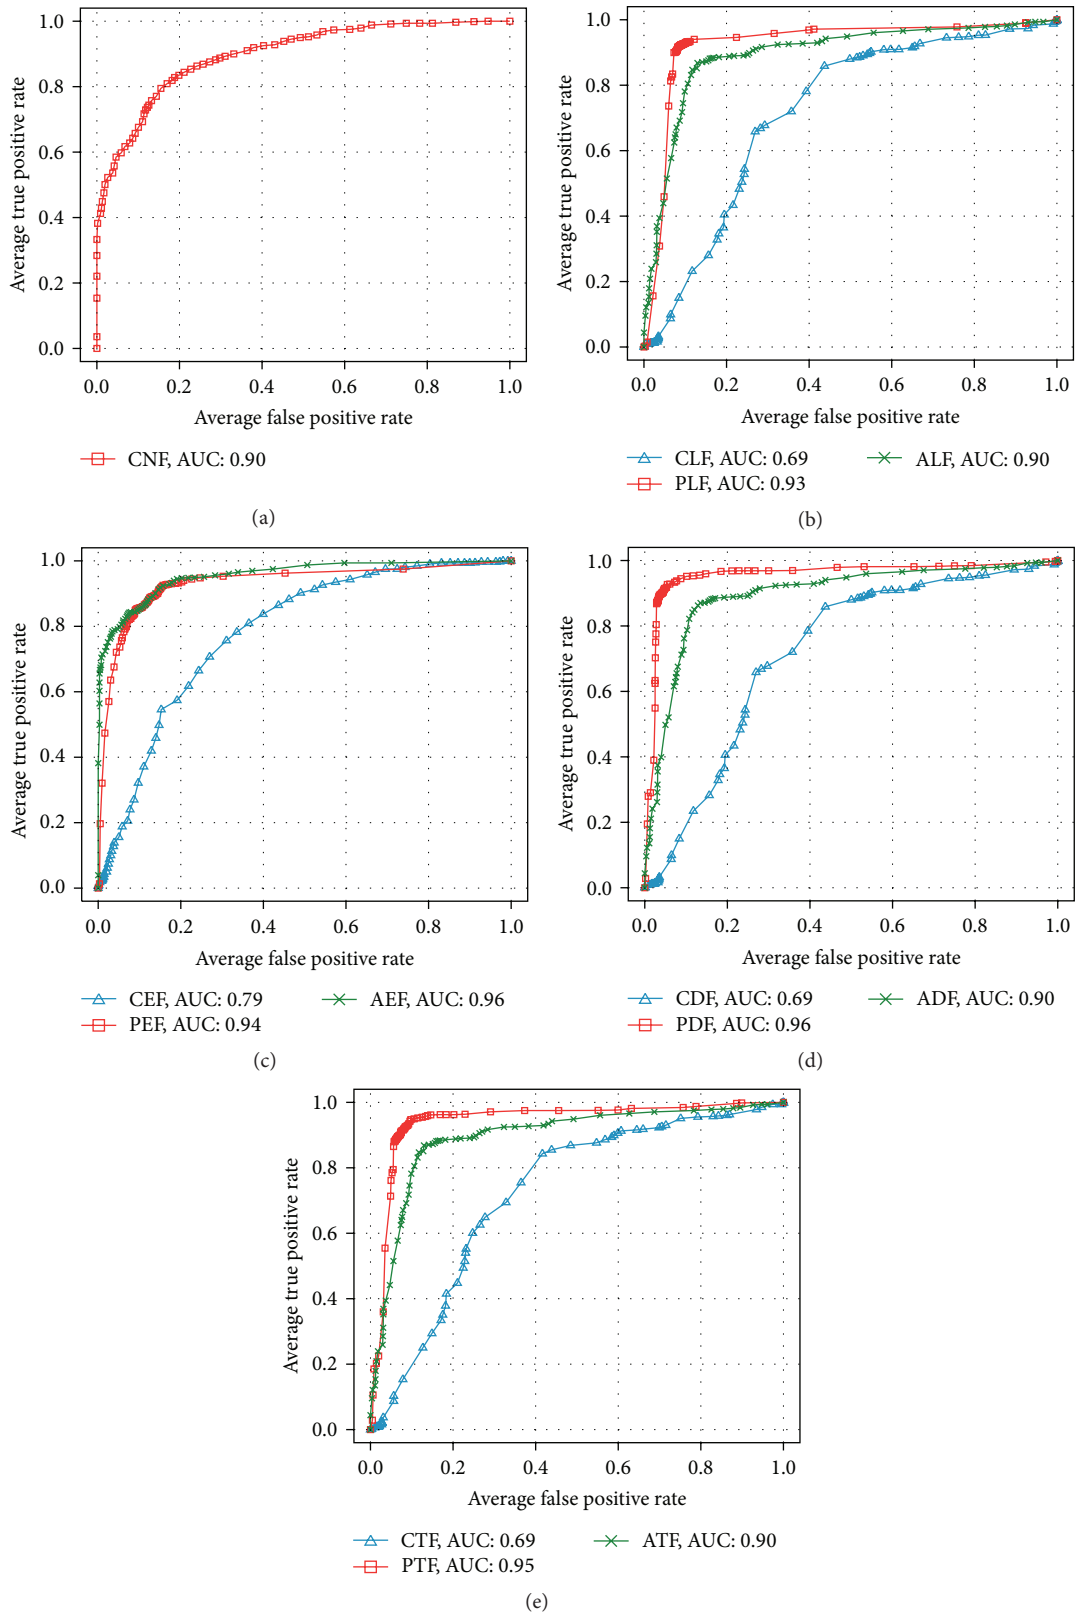 1.0
0.8
0.6
0.4
0.2
0.0
Average true positive rate
0.0 0.2 0.4 0.6 0.8 1.0
Average false positive rate
CNF, AUC: 0.90
(a)
1.0
0.8
0.6
0.4
0.2
0.0
Average true positive rate
0.0 0.2 0.4 0.6 0.8 1.0
Average false positive rate
CLF, AUC: 0.69 ALF, AUC: 0.90
PLF, AUC: 0.93
(b)
1.0
0.8
0.6
0.4
0.2
0.0
Average true positive rate
0.0 0.2 0.4 0.6 0.8 1.0
Average false positive rate
CEF, AUC: 0.79 AEF, AUC: 0.96
PEF, AUC: 0.94
(c)
1.0
0.8
0.6
0.4
0.2
0.0
Average true positive rate
0.0 0.2 0.4 0.6 0.8 1.0
Average false positive rate
CDF, AUC: 0.69 ADF, AUC: 0.90
PDF, AUC: 0.96
(d)
1.0
0.8
0.6
0.4
0.2
0.0
Average true positive rate
0.0 0.2 0.4 0.6 0.8 1.0
Average false positive rate
CTF, AUC: 0.69 ATF, AUC: 0.90
PTF, AUC: 0.95
(e)